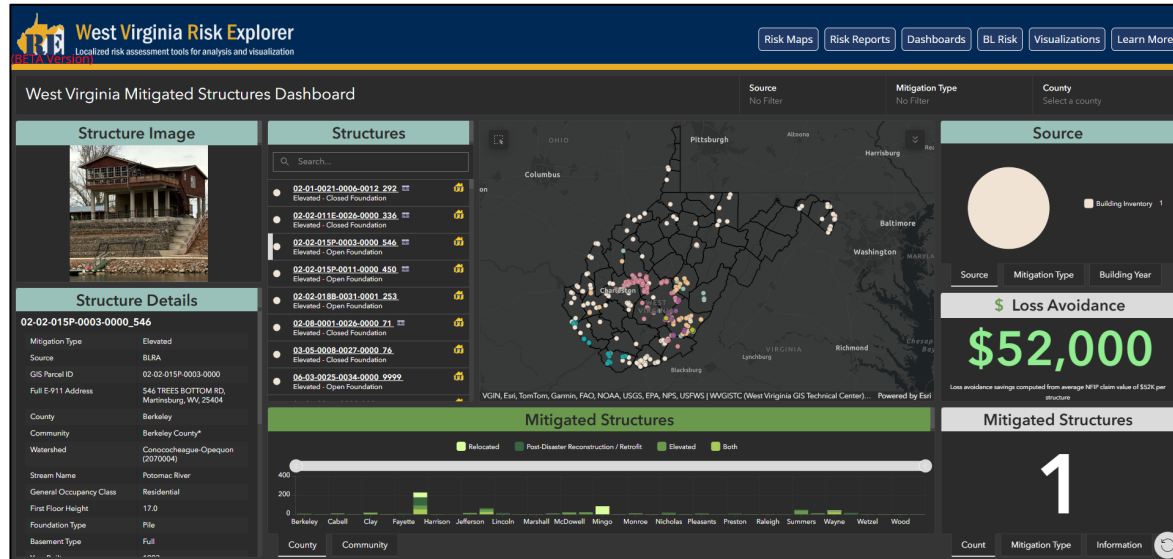 West Virginia Risk Explorer
Localized risk assessment tools for analysis and visualization
RE
(BETA Version)
Risk Maps
Risk Reports
Dashboards
BL Risk
Visualizations
Learn More
West Virginia Mitigated Structures Dashboard
Source
No Filter
Mitigation Type
No Filter
County
Select a county
Structure Image
Structure Details
02-02-015P-0003-0000_546
Mitigation Type Elevated
Source BLRA
GIS Parcel ID 02-02-015P-0003-0000
Full E-911 Address 546 TREES BOTTOM RD,
Martinsburg, WV, 25404
County Berkeley
Community Berkeley County*
Watershed Conococheague-Opequon
(2070004)
Stream Name Potomac River
General Occupancy Class Residential
First Floor Height 17.0
Foundation Type Pile
Basement Type Full
Structures
Search...
02-01-0021-0006-0012_292
Elevated - Closed Foundation
02-02-011E-0026-0000_336
Elevated - Closed Foundation
02-02-015P-0003-0000_546
Elevated - Open Foundation
02-02-015P-0011-0000_450
Elevated - Open Foundation
02-02-018B-0031-0001_253
Elevated - Open Foundation
02-08-0001-0026-0000_71
Elevated - Closed Foundation
03-05-0008-0027-0000_76
Elevated - Closed Foundation
06-03-0025-0034-0000_9999
Elevated - Open Foundation
OHIO
Pittsburgh
Altoona
Harrisburg
Columbus
Baltimore
Washington
MARYLA
Charleston
WEST
VIRGINIA
VIRGINIA
Richmond
Chesap
Bay
Lynchburg
Blacksburg
VGIN, Esri, TomTom, Garmin, FAO, NOAA, USGS, EPA, NPS, USFWS | WVGISTC (West Virginia GIS Technical Center)... Powered by Esri
Mitigated Structures
Relocated
Post-Disaster Reconstruction / Retrofit
Elevated
Both
400
200
0
Berkeley Cabell Clay Fayette Harrison Jefferson Lincoln Marshall McDowell Mingo Monroe Nicholas Pleasants Preston Raleigh Summers Wayne Wetzel Wood
County
Community
Source
Building Inventory 1
Source
Mitigation Type
Building Year
$ Loss Avoidance
$52,000
Loss avoidance savings computed from average NFIP claim value of $52K per
structure
Mitigated Structures
1
Count
Mitigation Type
Information